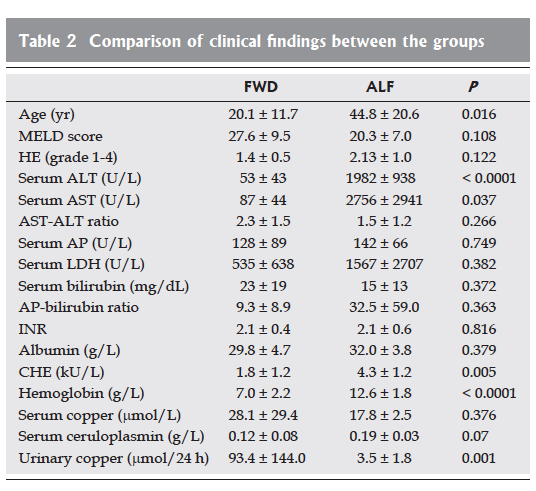 Table 2 Comparison of clinical findings between the groups
FWD ALF P
Age (yr) 20.1 ± 11.7 44.8 ± 20.6 0.016
MELD score 27.6 ± 9.5 20.3 ± 7.0 0.108
HE (grade 1-4) 1.4 ± 0.5 2.13 ± 1.0 0.122
Serum ALT (U/L) 53 ± 43 1982 ± 938 < 0.0001
Serum AST (U/L) 87 ± 44 2756 ± 2941 0.037
AST-ALT ratio 2.3 ± 1.5 1.5 ± 1.2 0.266
Serum AP (U/L) 128 ± 89 142 ± 66 0.749
Serum LDH (U/L) 535 ± 638 1567 ± 2707 0.382
Serum bilirubin (mg/dL) 23 ± 19 15 ± 13 0.372
AP-bilirubin ratio 9.3 ± 8.9 32.5 ± 59.0 0.363
INR 2.1 ± 0.4 2.1 ± 0.6 0.816
Albumin (g/L) 29.8 ± 4.7 32.0 ± 3.8 0.379
CHE (kU/L) 1.8 ± 1.2 4.3 ± 1.2 0.005
Hemoglobin (g/L) 7.0 ± 2.2 12.6 ± 1.8 < 0.0001
Serum copper (μmol/L) 28.1 ± 29.4 17.8 ± 2.5 0.376
Serum ceruloplasmin (g/L) 0.12 ± 0.08 0.19 ± 0.03 0.07
Urinary copper (μmol/24 h) 93.4 ± 144.0 3.5 ± 1.8 0.001